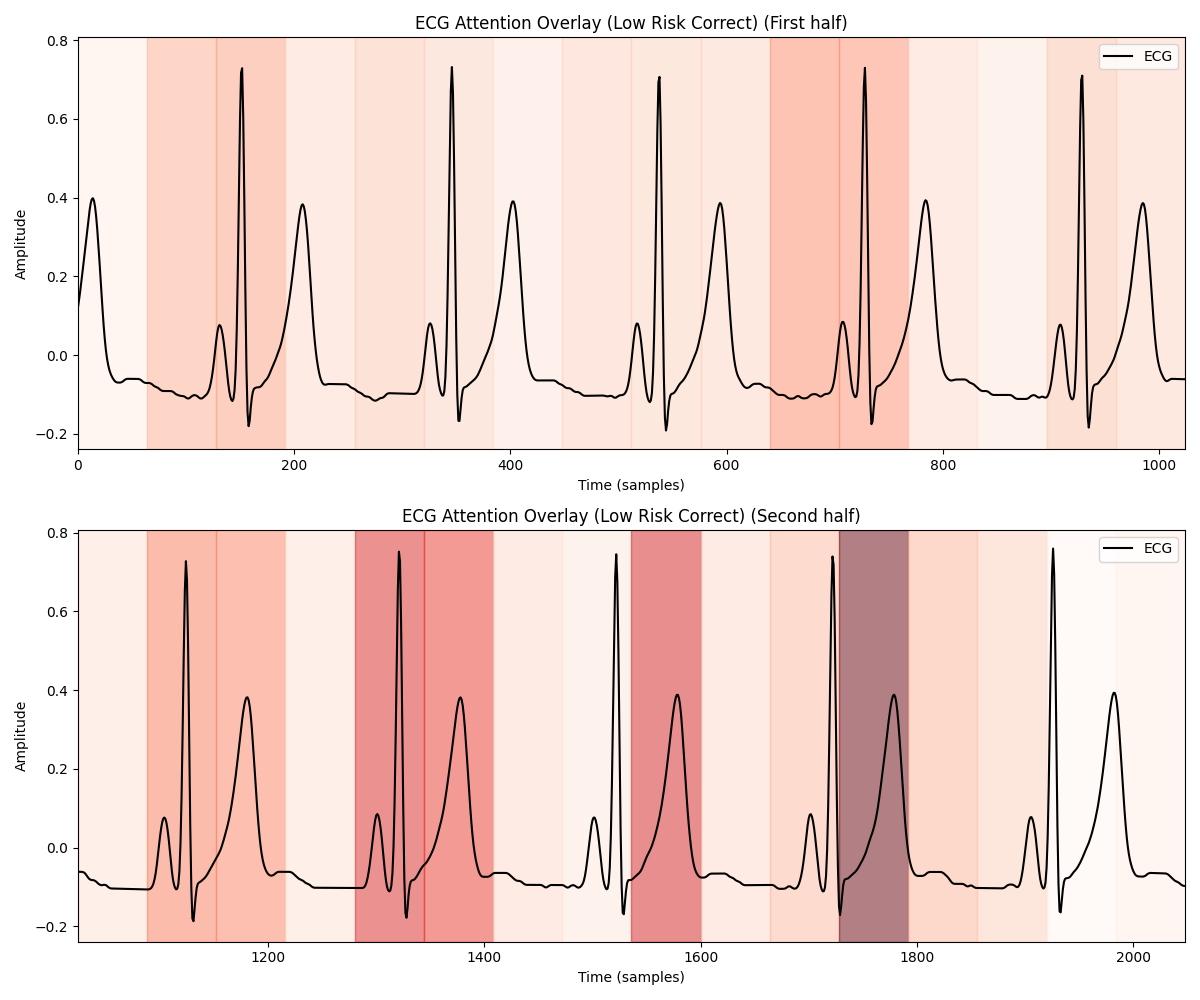 ECG Attention Overlay (Low Risk Correct) (First half)
0.8
ECG
0.6
0.4
Amplitude
0.2
0.0
−0.2
0 200 400 600 800 1000
Time (samples)
ECG Attention Overlay (Low Risk Correct) (Second half)
0.8
ECG
0.6
0.4
Amplitude
0.2
0.0
−0.2
1200 1400 1600 1800 2000
Time (samples)